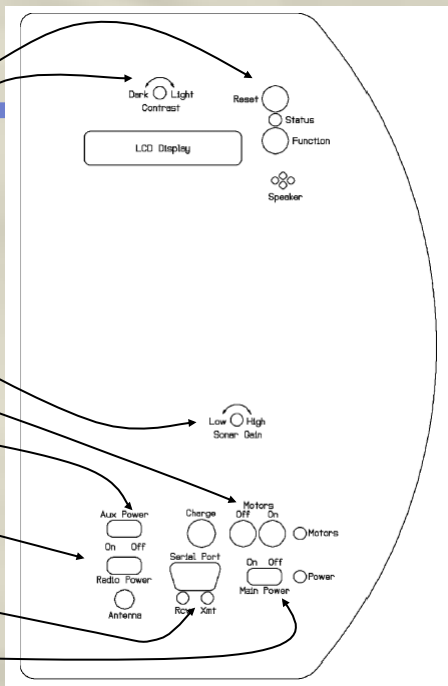 Dark Light
Contrast
Reset
Status
Function
LCD Display
Speaker
Low High
Sonar Gain
Aux Power
On Off
Radio Power
Antenna
Charge
Serial Port
Rcv Xmt
Motors
Off On
Motors
On Off
Main Power
Power